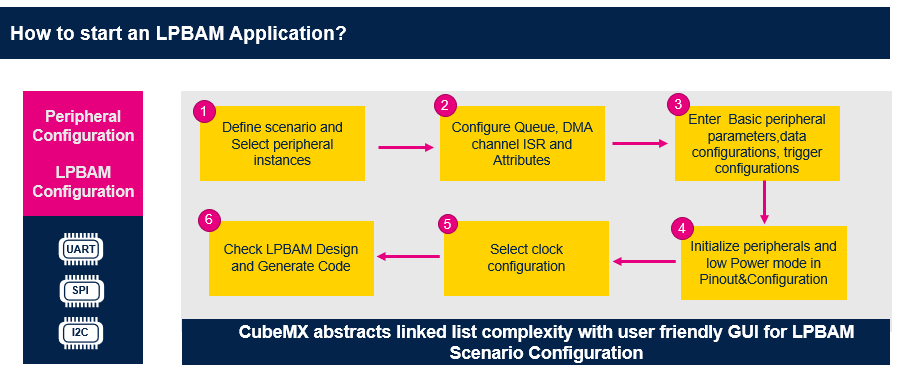 How to start an LPBAM Application?
Peripheral
Configuration
LPBAM
Configuration
UART
SPI
I2C
1
Define scenario and
Select peripheral
instances
2
Configure Queue, DMA
channel ISR and
Attributes
3
Enter  Basic peripheral
parameters,data
configurations, trigger
configurations
4
Initialize peripherals and
low Power mode in
Pinout&Configuration
5
Select clock
configuration
6
Check LPBAM Design
and Generate Code
CubeMX abstracts linked list complexity with user friendly GUI for LPBAM
Scenario Configuration